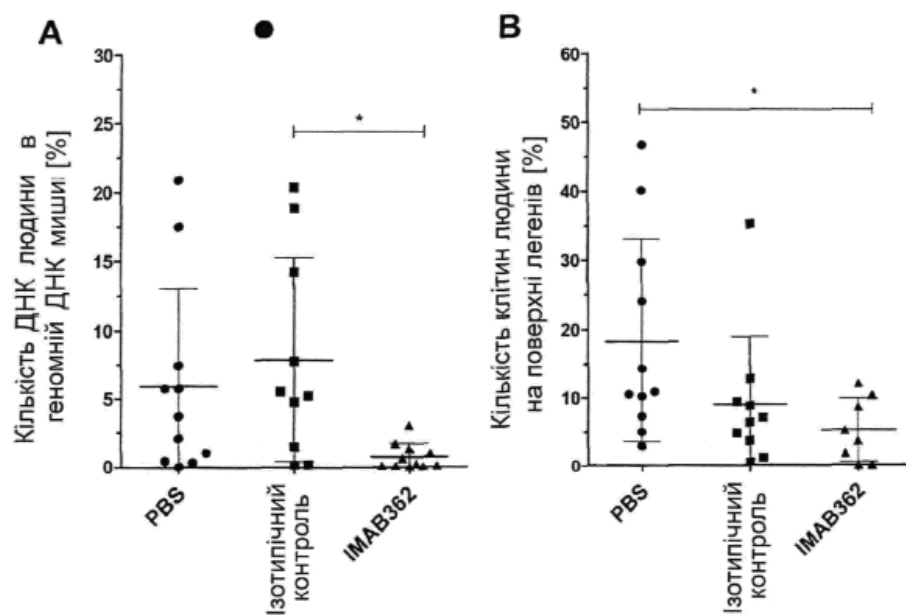 A
B
30
25
20
15
10
5
0
Кількість ДНК людини в
геномній ДНК миші [%]
*
PBS
Ізотипічний
контроль
IMAB362
60
50
40
30
20
10
0
Кількість клітин людини
на поверхні легенів [%]
*
PBS
Ізотипічний
контроль
IMAB362